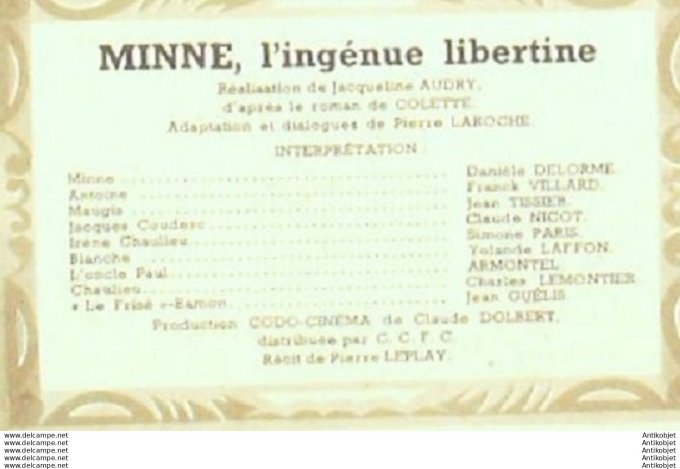 MINNE, l'ingénue libertine
Réalisation de Jacqueline AUDRY,
d'après le roman de COLETTE.
Adaptation et dialogues de Pierre LAROCHE.
INTERPRÉTATION :
Minne ........ Danièle DELORME.
Antoine ........ Franck VILLARD.
Maugis ........ Jean TISSIER.
Jacques Couderc ........ Claude NICOT.
Irène Chaulieu ........ Simone PARIS.
Blanche ........ Yolande LAFFON.
L'oncle Paul ........ ARMONTEL.
Chaulieu ........ Charles LEMONTIER.
« Le Frisé »-Bamon ........ Jean OUÉLIS.
Production CODO-CINÉMA de Claude DOLBERT,
distribuée par C. C. F. C.
Récit de Pierre LEPLAY.
www.delcampe.net Antikobjet
www.delcampe.net Antikobjet
www.delcampe.net Antikobjet
www.delcampe.net Antikobjet